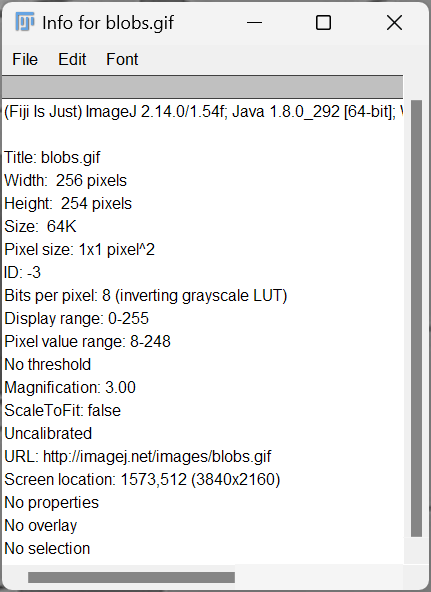 Info for blobs.gif
File Edit Font
(Fiji Is Just) ImageJ 2.14.0/1.54f; Java 1.8.0_292 [64-bit];
Title: blobs.gif
Width: 256 pixels
Height: 254 pixels
Size: 64K
Pixel size: 1x1 pixel^2
ID: -3
Bits per pixel: 8 (inverting grayscale LUT)
Display range: 0-255
Pixel value range: 8-248
No threshold
Magnification: 3.00
ScaleToFit: false
Uncalibrated
URL: http://imagej.net/images/blobs.gif
Screen location: 1573,512 (3840x2160)
No properties
No overlay
No selection